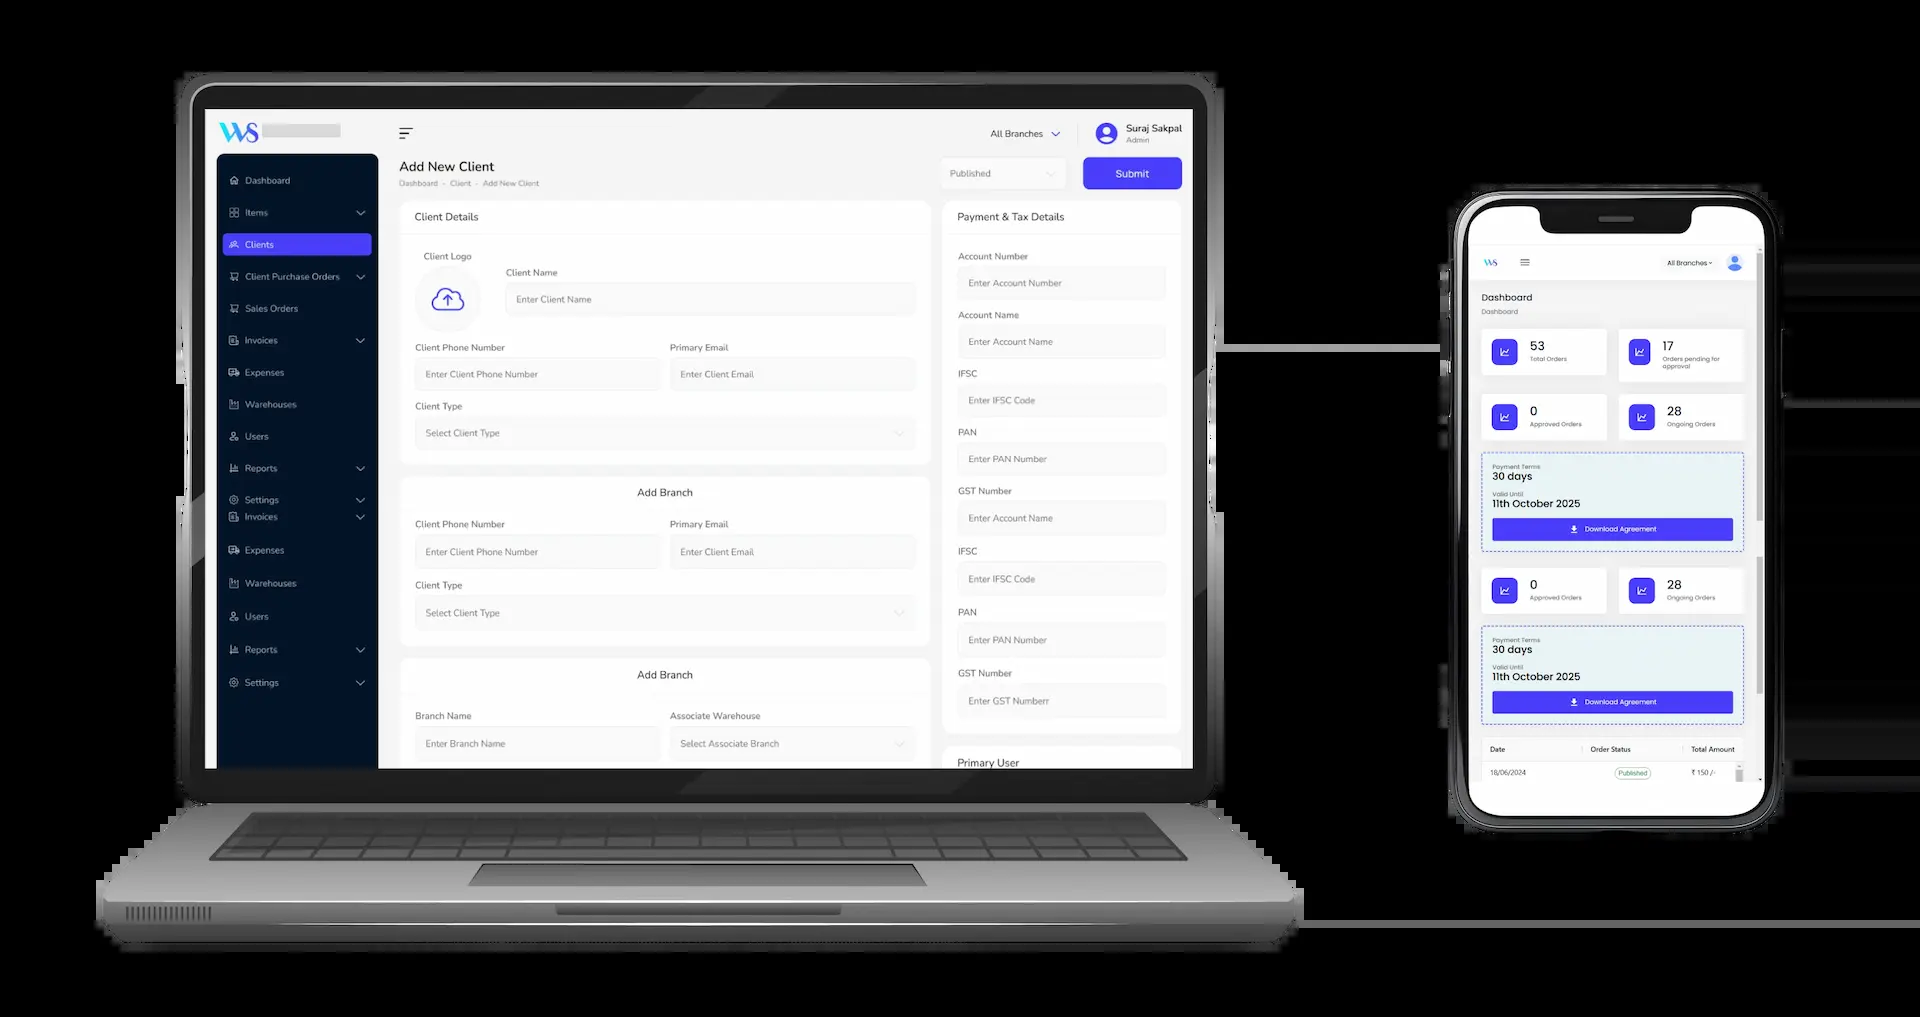 WS
All Branches
Suraj Sakpal
Admin
Dashboard
Items
Clients
Client Purchase Orders
Sales Orders
Invoices
Expenses
Warehouses
Users
Reports
Settings
Invoices
Expenses
Warehouses
Users
Reports
Settings
Add New Client
Dashboard - Client - Add New Client
Published
Submit
Client Details
Client Logo
Client Name
Enter Client Name
Client Phone Number
Primary Email
Enter Client Phone Number
Enter Client Email
Client Type
Select Client Type
Add Branch
Client Phone Number
Primary Email
Enter Client Phone Number
Enter Client Email
Client Type
Select Client Type
Add Branch
Branch Name
Associate Warehouse
Enter Branch Name
Select Associate Branch
Payment & Tax Details
Account Number
Enter Account Number
Account Name
Enter Account Name
IFSC
Enter IFSC Code
PAN
Enter PAN Number
GST Number
Enter Account Name
IFSC
Enter IFSC Code
PAN
Enter PAN Number
GST Number
Enter GST Numberr
Primary User
WS
All Branches
Dashboard
Dashboard
53
Total Orders
17
Orders pending for
approval
0
Approved Orders
28
Ongoing Orders
Payment Terms
30 days
Valid Until
11th October 2025
Download Agreement
0
Approved Orders
28
Ongoing Orders
Payment Terms
30 days
Valid Until
11th October 2025
Download Agreement
Date
Order Status
Total Amount
18/06/2024
Published
₹ 150 /-